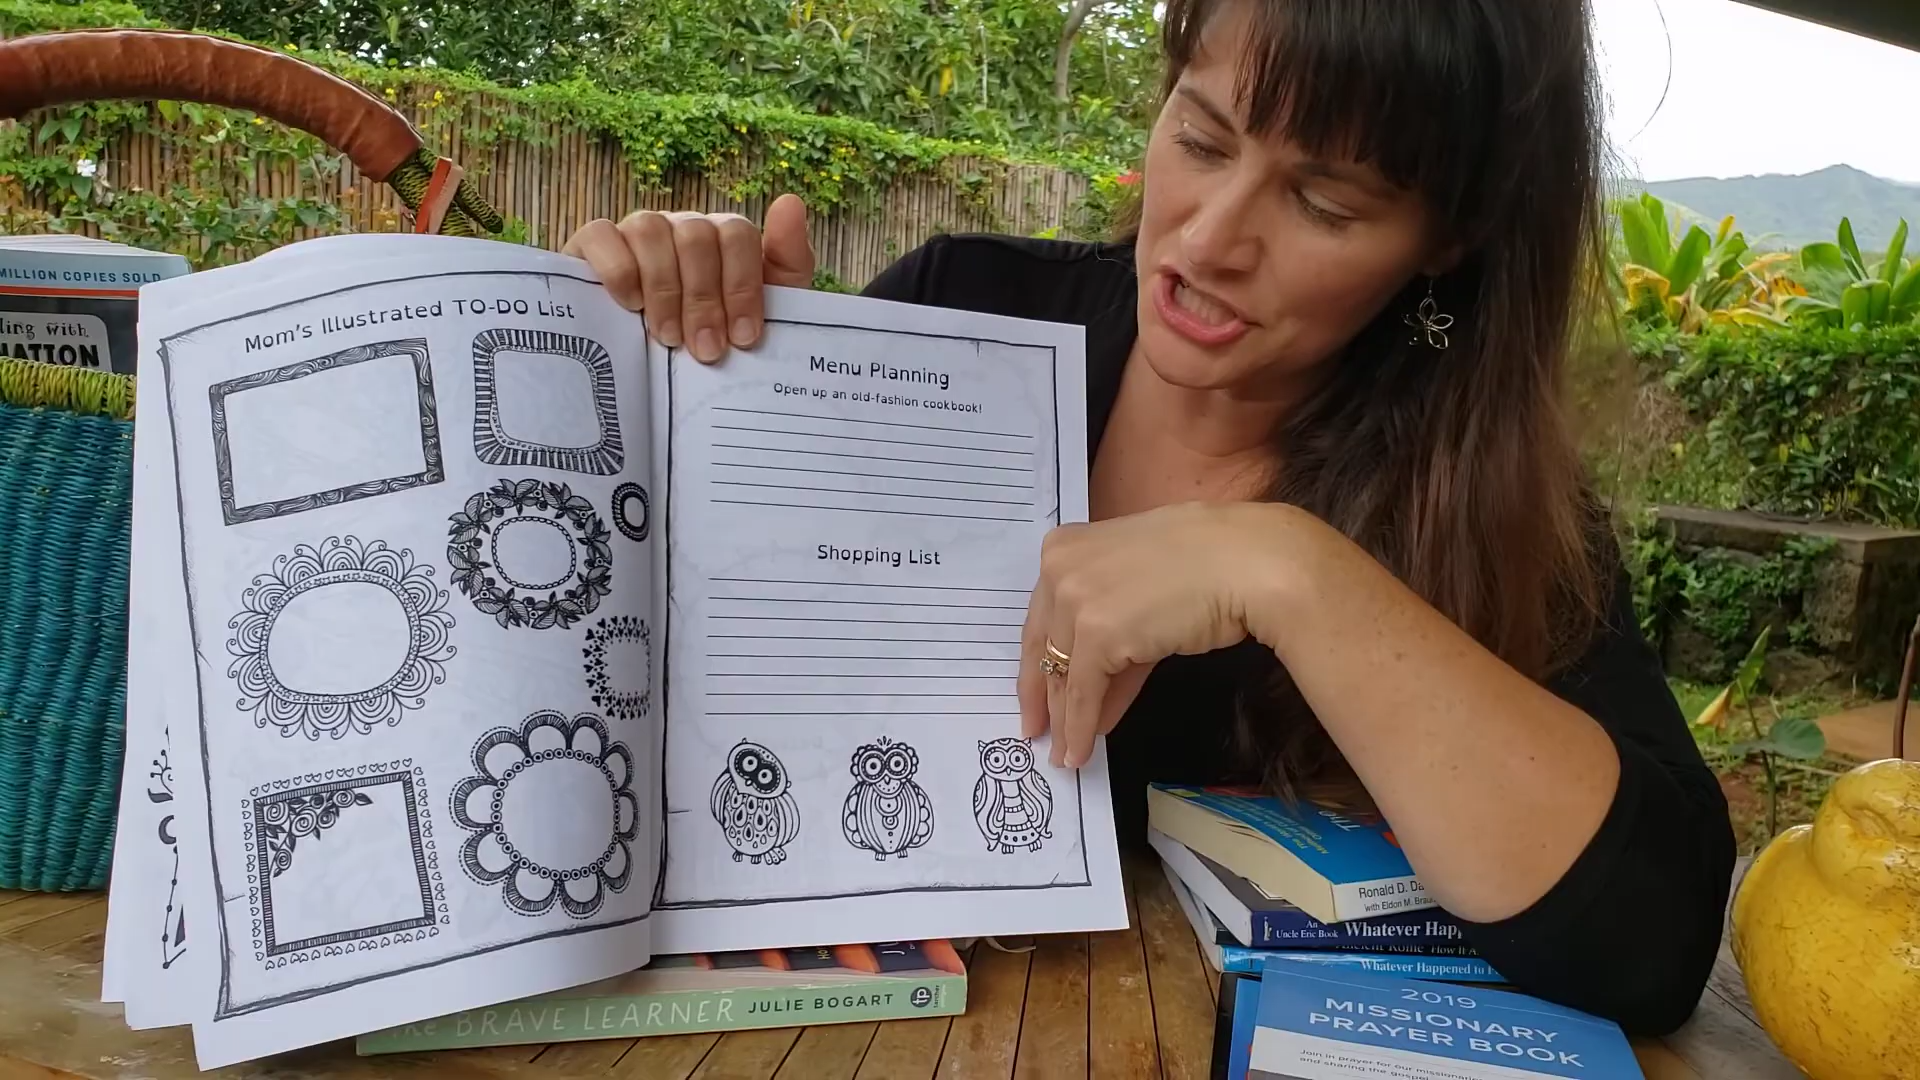 MILLION COPIES SOLD
ling with
NATION
Mom's Illustrated TO-DO List
Menu Planning
Open up an old-fashion cookbook!
Shopping List
The
Ronald D. Da
with Eldon M. Brau
An
Uncle Eric Book
Whatever Hap
Ancient Rome
How It A
Whatever Happened to
The BRAVE LEARNER JULIE BOGART
tp
2019
MISSIONARY
PRAYER BOOK
Join in prayer for our missionaries
and sharing the gospel